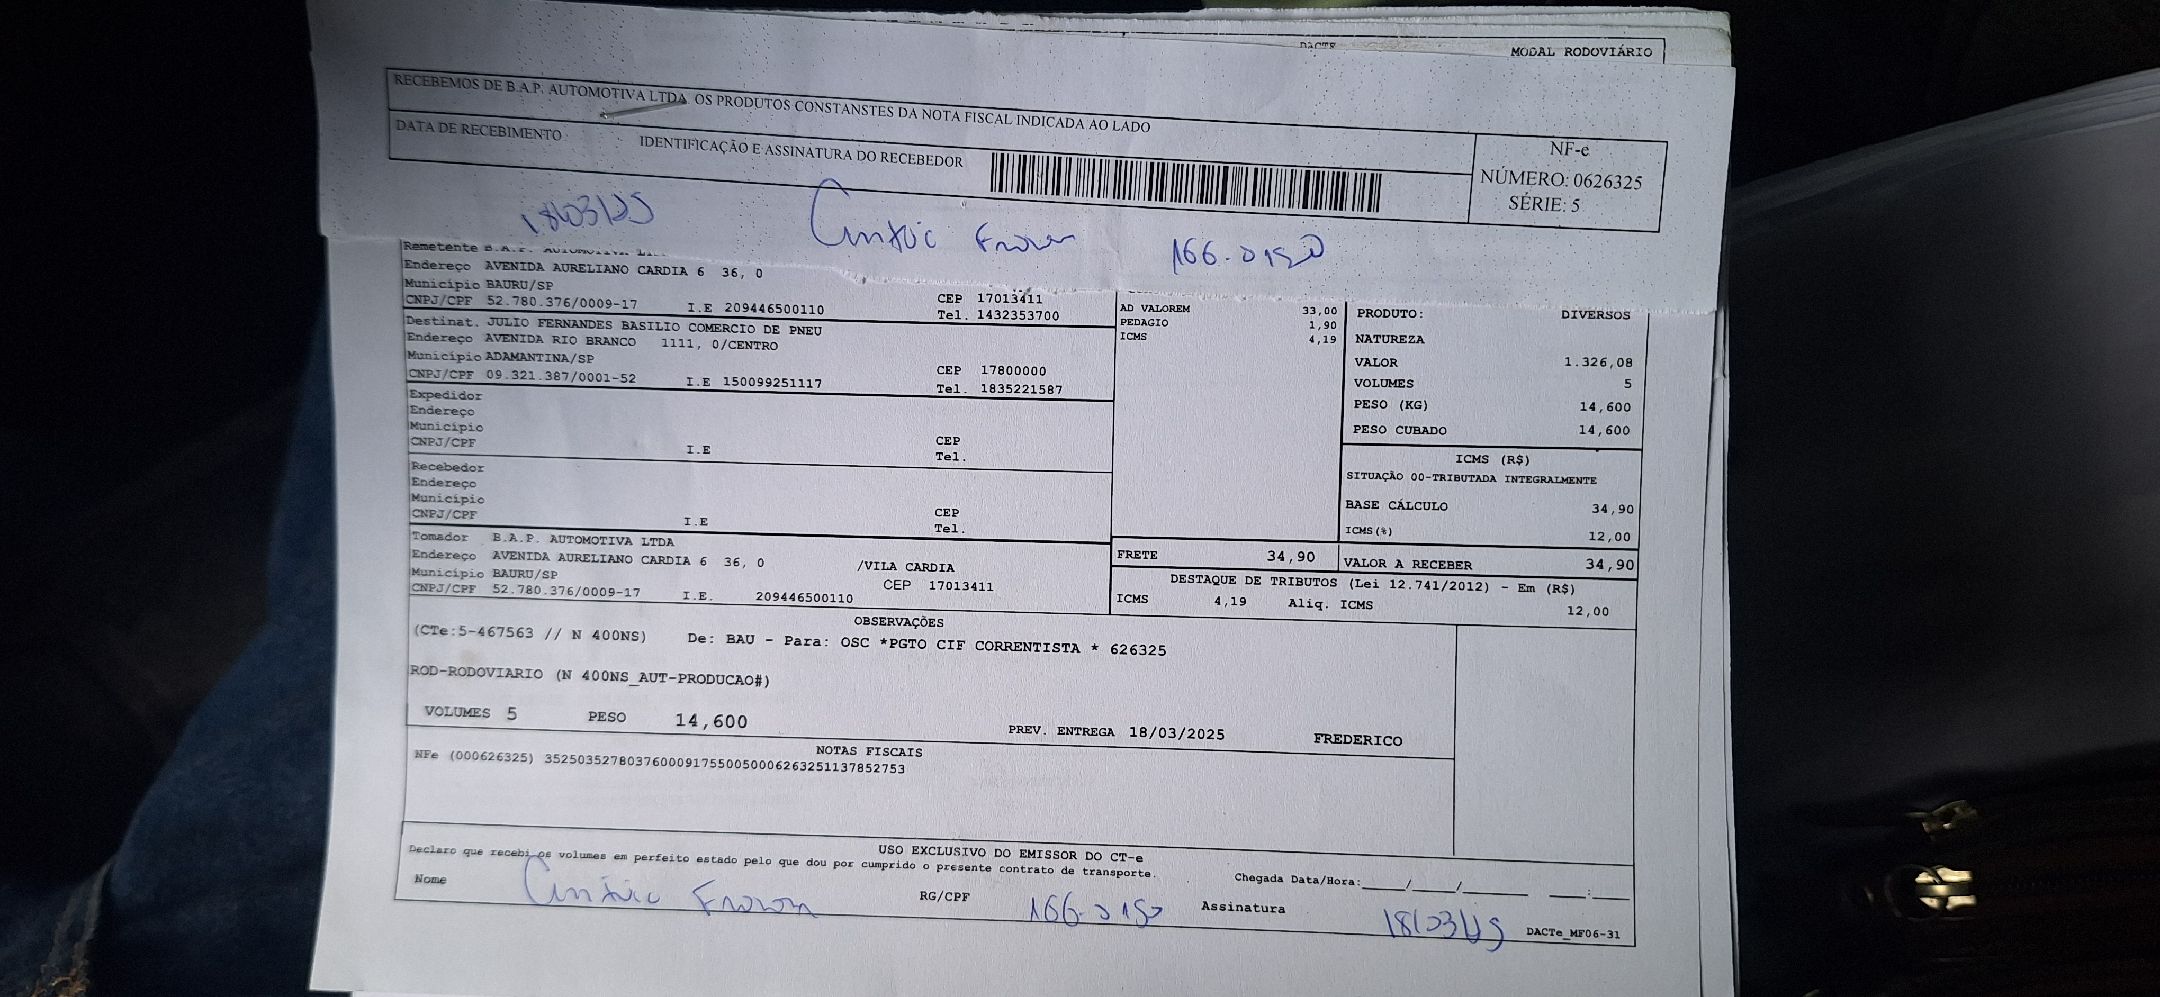 DACTE
MODAL RODOVIÁRIO
RECEBEMOS DE B.A.P. AUTOMOTIVA LTDA OS PRODUTOS CONSTANSTES DA NOTA FISCAL INDICADA AO LADO
DATA DE RECEBIMENTO
IDENTIFICAÇÃO E ASSINATURA DO RECEBEDOR
NF-e
NÚMERO: 0626325
SÉRIE: 5
18/03/25
166.0150
Remetente B.A.P. AUTOMOTIVA
Endereço AVENIDA AURELIANO CARDIA 6 36, 0
Município BAURU/SP
CNPJ/CPF 52.780.376/0009-17 I.E 209446500110
CEP 17013411
Tel. 1432353700
Destinat. JULIO FERNANDES BASILIO COMERCIO DE PNEU
Endereço AVENIDA RIO BRANCO 1111, 0/CENTRO
Município ADAMANTINA/SP
CNPJ/CPF 09.321.387/0001-52 I.E 150099251117
CEP 17800000
Tel. 1835221587
Expedidor
Endereço
Município
CNPJ/CPF I.E
CEP
Tel.
Recebedor
Endereço
Município
CNPJ/CPF I.E
CEP
Tel.
Tomador B.A.P. AUTOMOTIVA LTDA
Endereço AVENIDA AURELIANO CARDIA 6 36, 0 /VILA CARDIA
Município BAURU/SP CEP 17013411
CNPJ/CPF 52.780.376/0009-17 I.E. 209446500110
AD VALOREM 33,00
PEDAGIO 1,90
ICMS 4,19
PRODUTO: DIVERSOS
NATUREZA
VALOR 1.326,08
VOLUMES 5
PESO (KG) 14,600
PESO CUBADO 14,600
ICMS (R$)
SITUAÇÃO 00-TRIBUTADA INTEGRALMENTE
BASE CÁLCULO 34,90
ICMS(%) 12,00
FRETE 34,90
VALOR A RECEBER 34,90
DESTAQUE DE TRIBUTOS (Lei 12.741/2012) - Em (R$)
ICMS 4,19 Aliq. ICMS 12,00
OBSERVAÇÕES
(CTe:5-467563 // N 400NS) De: BAU - Para: OSC *PGTO CIF CORRENTISTA * 626325
ROD-RODOVIARIO (N 400NS_AUT-PRODUCAO#)
VOLUMES 5 PESO 14,600 PREV. ENTREGA 18/03/2025 FREDERICO
NOTAS FISCAIS
NFe (000626325) 35250352780376000917550050006263251137852753
USO EXCLUSIVO DO EMISSOR DO CT-e
Declaro que recebi os volumes em perfeito estado pelo que dou por cumprido o presente contrato de transporte.
Chegada Data/Hora:____/____/______ ___:___
Nome
RG/CPF 166.0150 Assinatura 18/03/25
DACTe_MF06-31